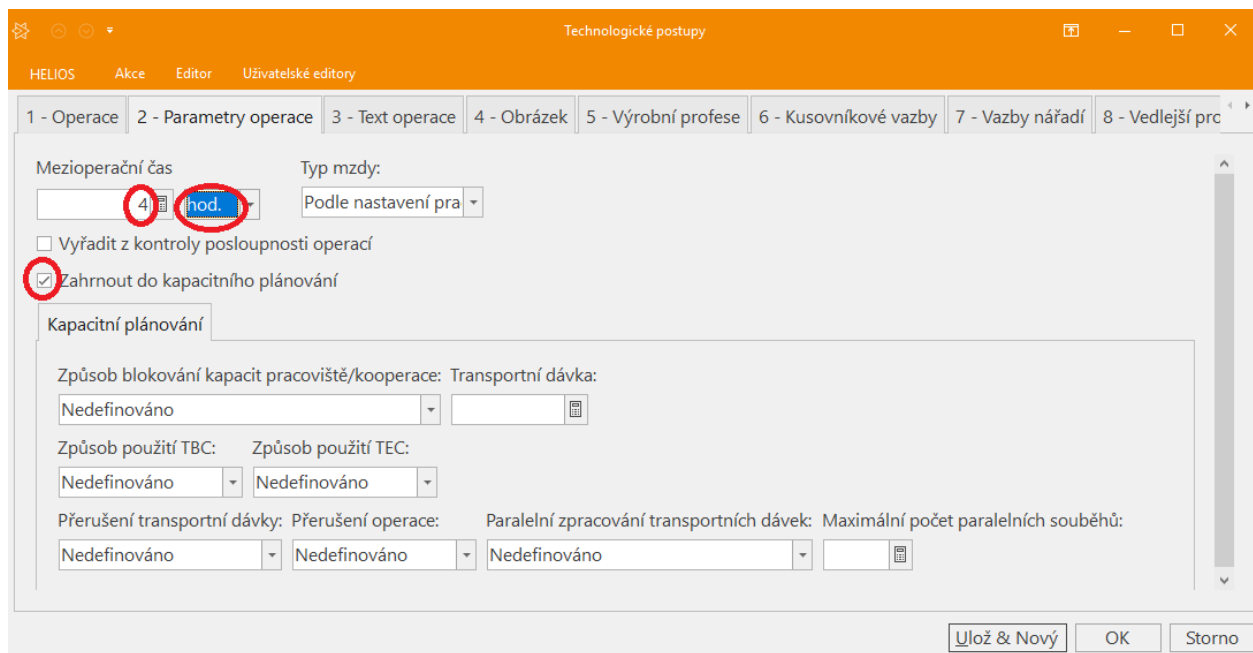 Technologické postupy
HELIOS Akce Editor Uživatelské editory
1 - Operace 2 - Parametry operace 3 - Text operace 4 - Obrázek 5 - Výrobní profese 6 - Kusovníkové vazby 7 - Vazby nářadí 8 - Vedlejší pro
Mezioperační čas Typ mzdy:
4 hod. Podle nastavení pra
Vyřadit z kontroly posloupnosti operací
Zahrnout do kapacitního plánování
Kapacitní plánování
Způsob blokování kapacit pracoviště/kooperace: Transportní dávka:
Nedefinováno
Způsob použití TBC: Způsob použití TEC:
Nedefinováno Nedefinováno
Přerušení transportní dávky: Přerušení operace: Paralelní zpracování transportních dávek: Maximální počet paralelních souběhů:
Nedefinováno Nedefinováno Nedefinováno
Ulož & Nový OK Storno